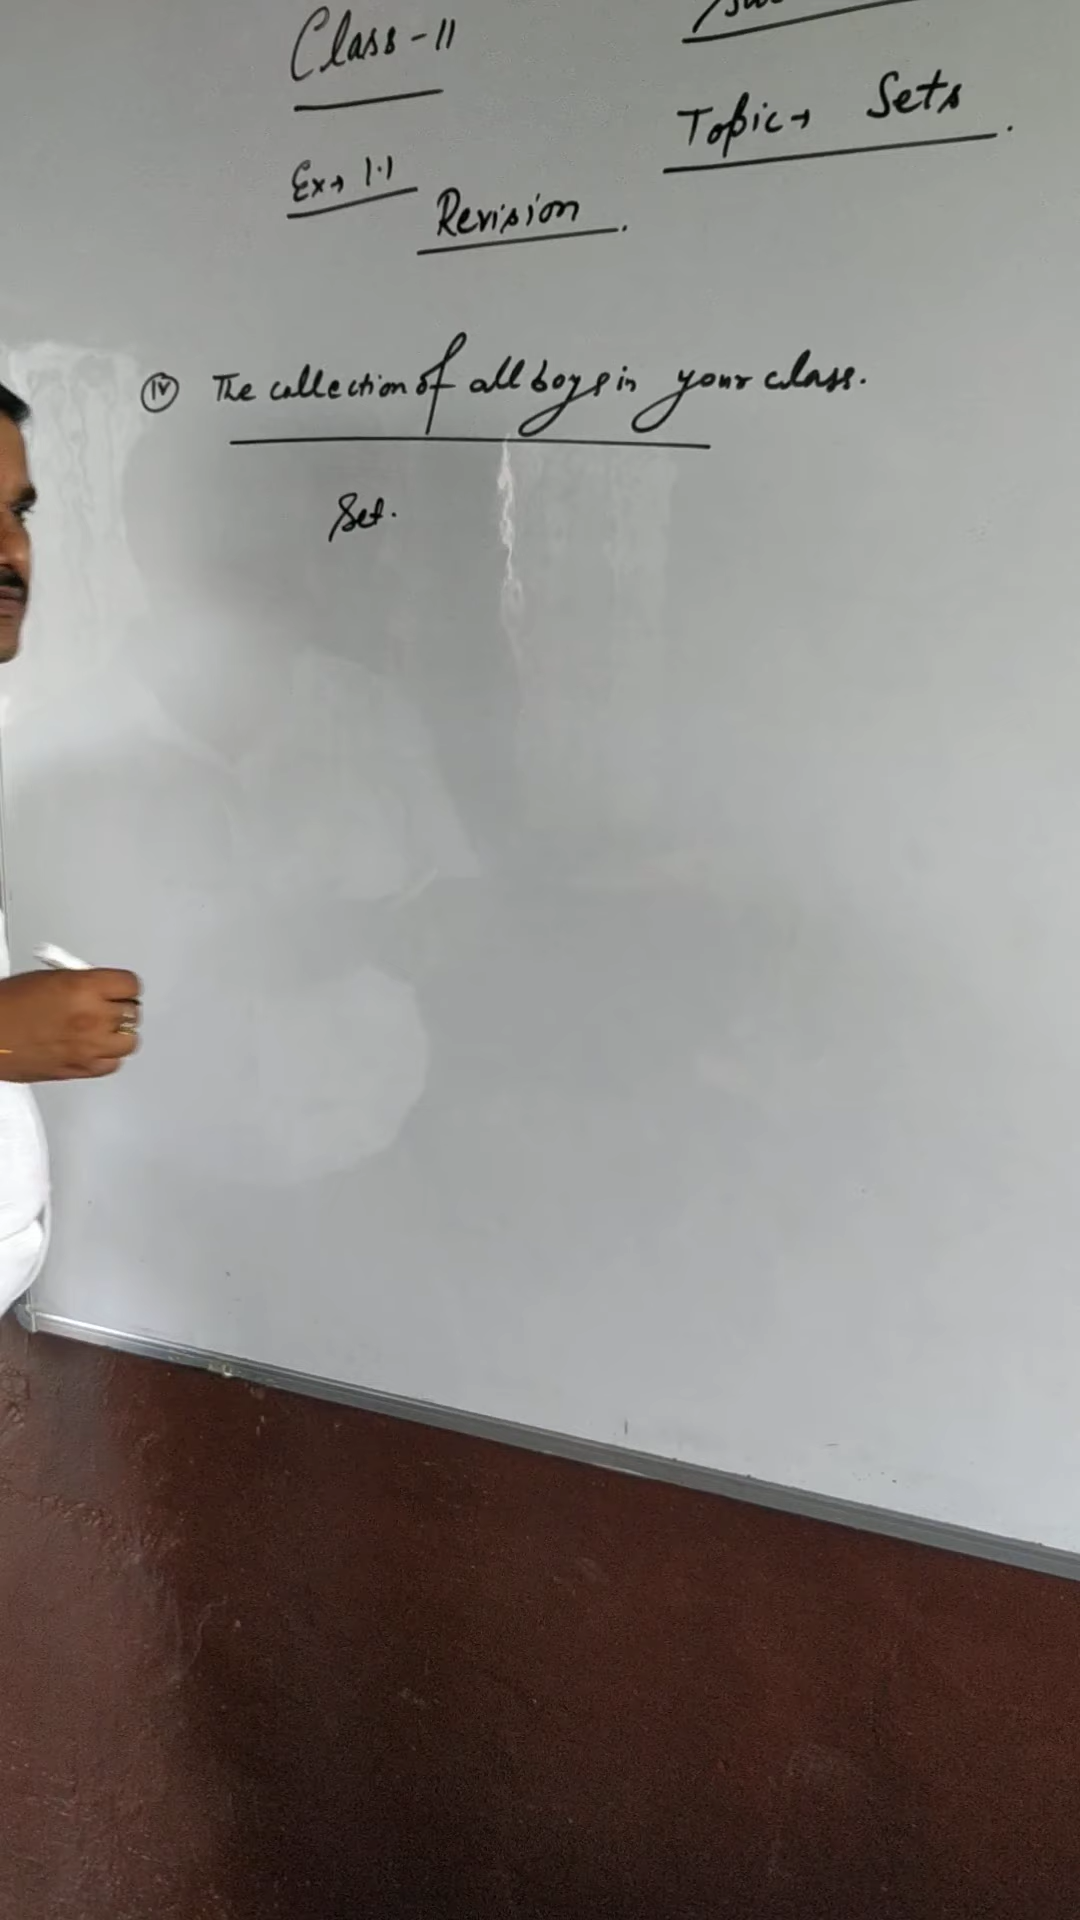 Class-11
Topic→ Sets.
Ex→ 1.1
Revision.
(iv) The collection of all boys in your class.
Set.